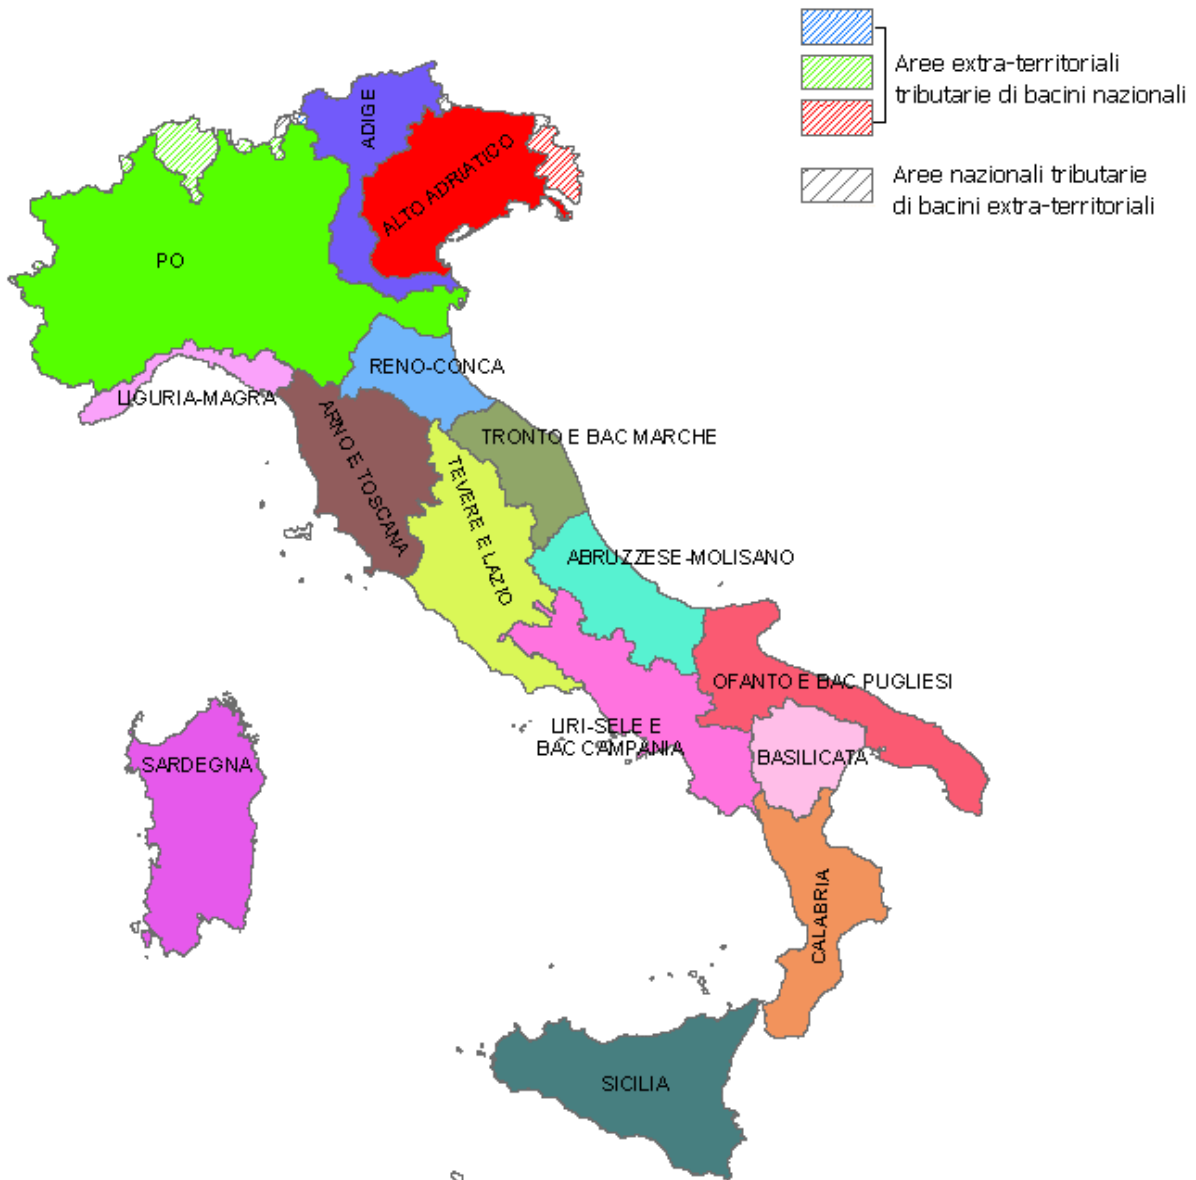 Aree extra-territoriali
tributarie di bacini nazionali
Aree nazionali tributarie
di bacini extra-territoriali
ADIGE
ALTO ADRIATICO
PO
RENO-CONCA
LIGURIA-MAGRA
ARNO E TOSCANA
TRONTO E BAC MARCHE
TEVERE E LAZIO
ABRUZZESE-MOLISANO
OFANTO E BAC PUGLIESI
LIRI-SELE E
BAC CAMPANIA
BASILICATA
SARDEGNA
CALABRIA
SICILIA